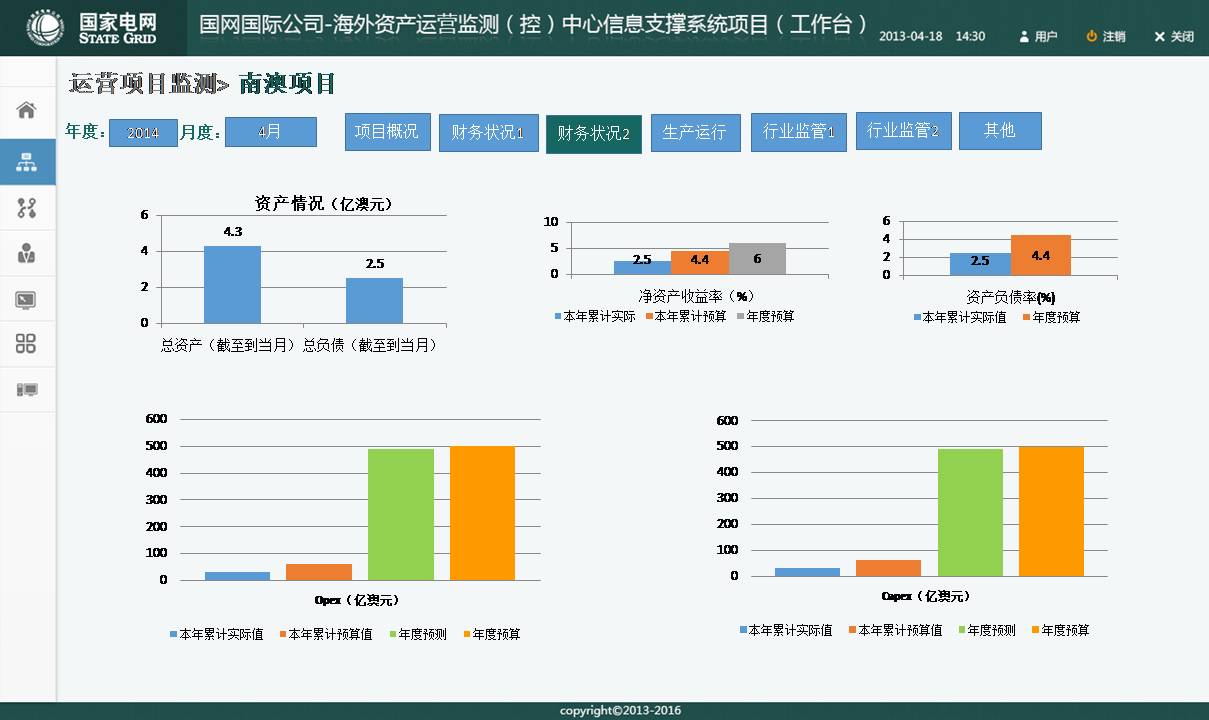 国家电网
STATE GRID
国网国际公司-海外资产运营监测（控）中心信息支撑系统项目（工作台）
2013-04-18 14:30 用户 注销 关闭
运营项目监测> 南澳项目
年度： 2014 月度： 4月 项目概况 财务状况1 财务状况2 生产运行 行业监管1 行业监管2 其他
资产情况（亿澳元）
6
4
2
0
4.3
2.5
总资产（截至到当月） 总负债（截至到当月）
10
5
0
2.5 4.4 6
净资产收益率（%）
本年累计实际 本年累计预算 年度预算
6
4
2
0
2.5 4.4
资产负债率(%)
本年累计实际值 年度预算
600
500
400
300
200
100
0
Opex（亿澳元）
本年累计实际值 本年累计预算值 年度预测 年度预算
600
500
400
300
200
100
0
Capex（亿澳元）
本年累计实际值 本年累计预算值 年度预测 年度预算
copyright©2013-2016